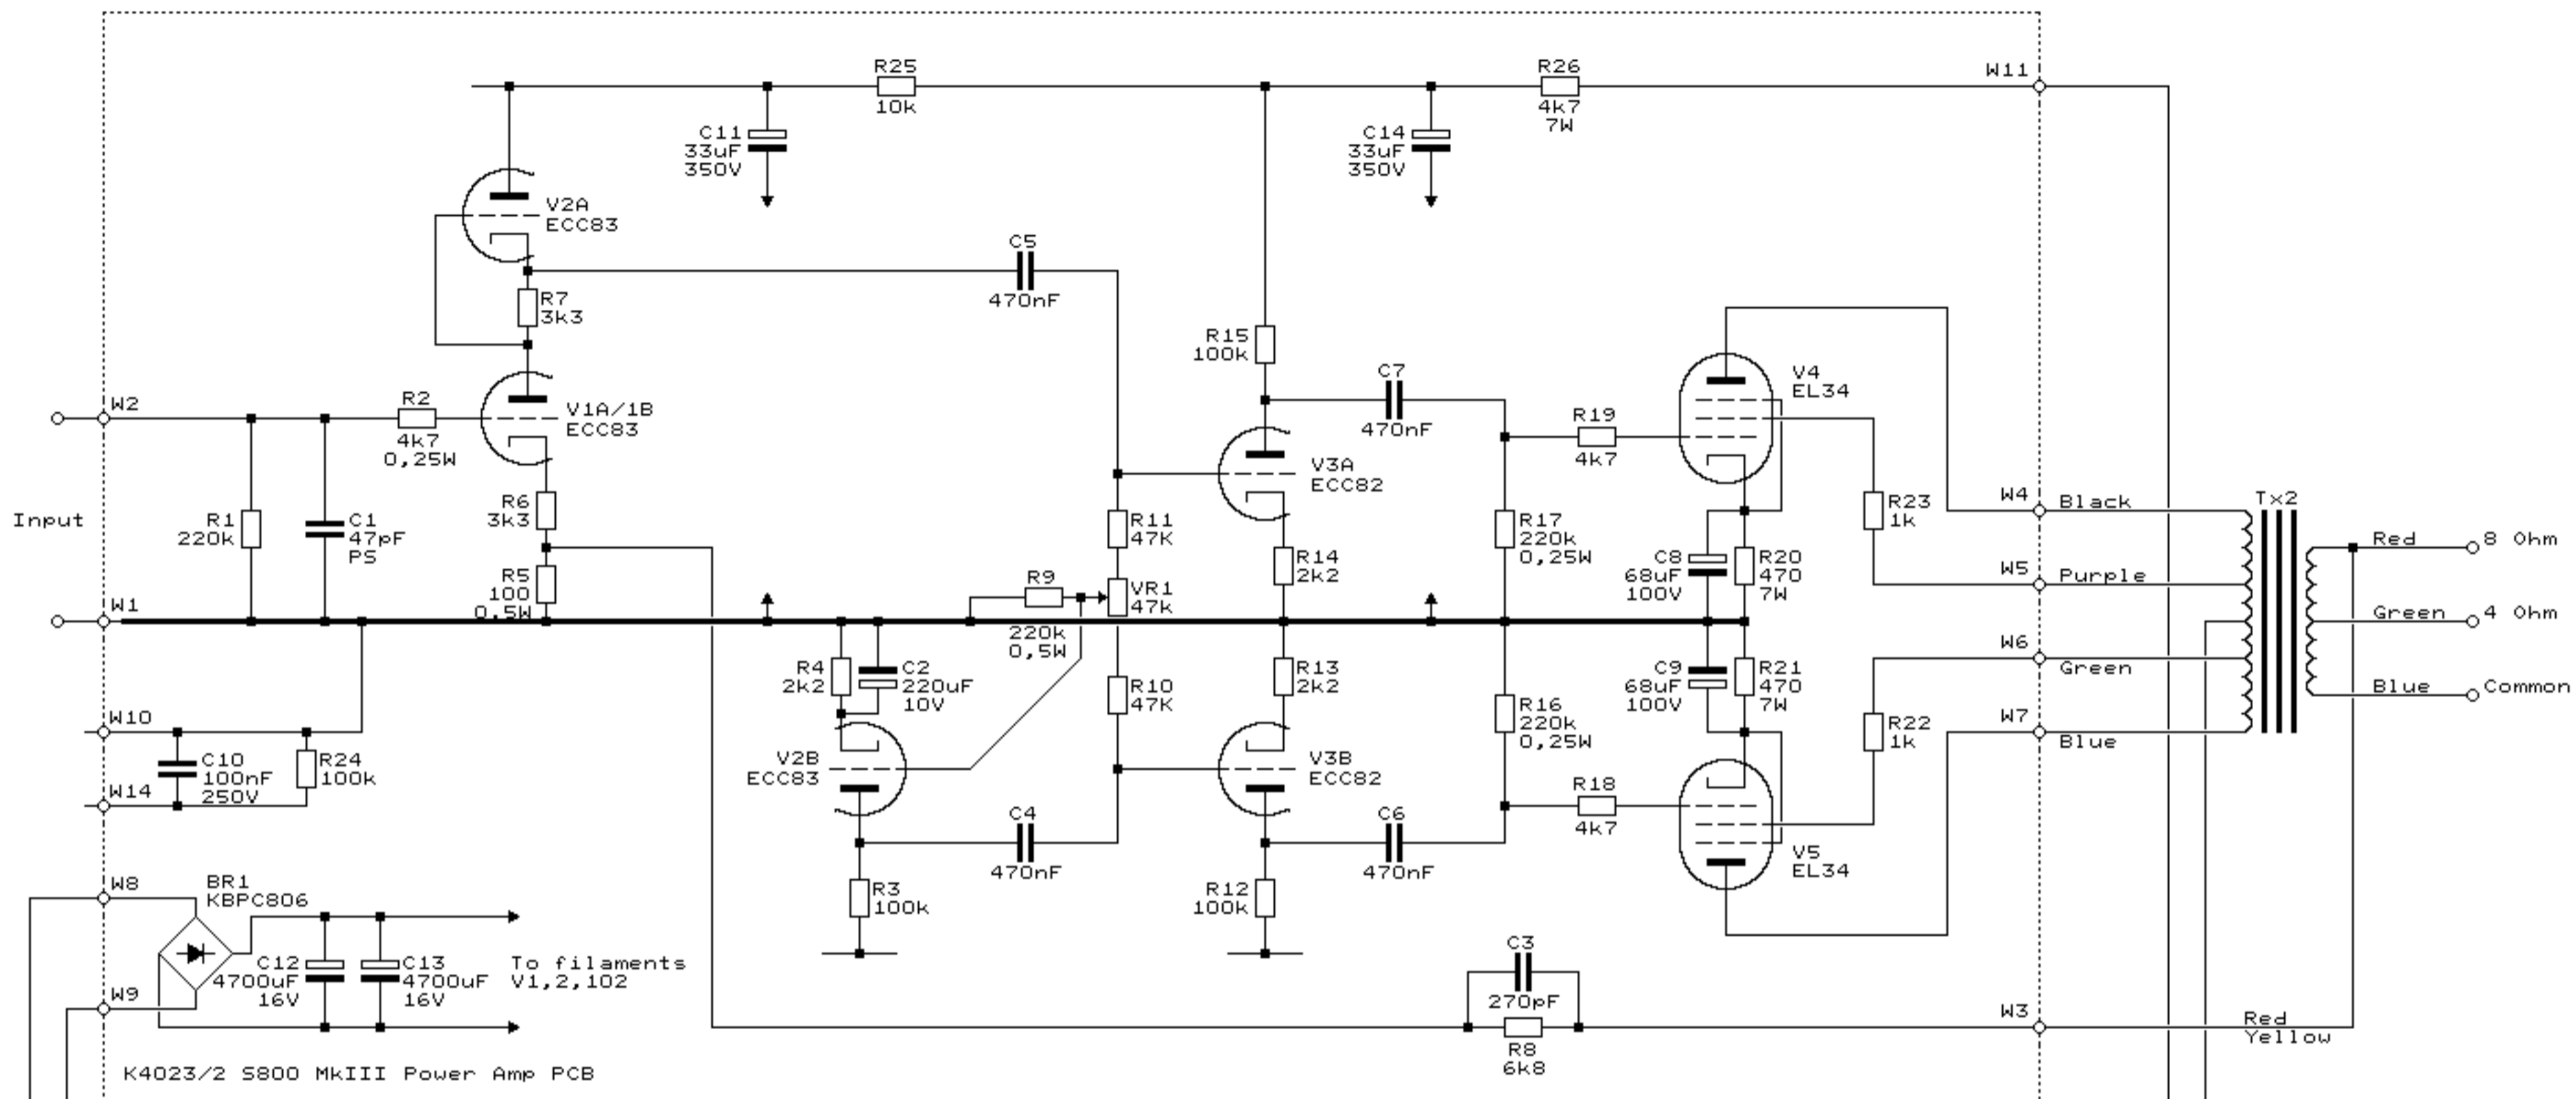 R25
10k
R26
4k7
7W
W11
C11
33uF
350V
C14
33uF
350V
V2A
ECC83
C5
470nF
R7
3k3
R15
100k
C7
470nF
V4
EL34
W2
R2
4k7
0,25W
V1A/1B
ECC83
R19
4k7
V3A
ECC82
R6
3k3
Input
R1
220k
C1
47pF
PS
R11
47K
R17
220k
0,25W
R23
1k
W4
Black
Tx2
Red
8 Ohm
R5
100
0,5W
R14
2k2
C8
68uF
100V
R20
470
7W
W5
Purple
R9
220k
0,5W
VR1
47k
W1
Green
4 Ohm
W6
Green
R4
2k2
C2
220uF
10V
R13
2k2
C9
68uF
100V
R21
470
7W
R10
47K
R16
220k
0,25W
Blue
Common
W10
R22
1k
W7
Blue
C10
100nF
250V
R24
100k
V2B
ECC83
V3B
ECC82
W14
R18
4k7
C4
470nF
C6
470nF
V5
EL34
W8
BR1
KBPC806
R3
100k
R12
100k
C12
4700uF
16V
C13
4700uF
16V
To filaments
V1,2,102
W9
C3
270pF
R8
6k8
W3
Red
Yellow
K4023/2 S800 MkIII Power Amp PCB